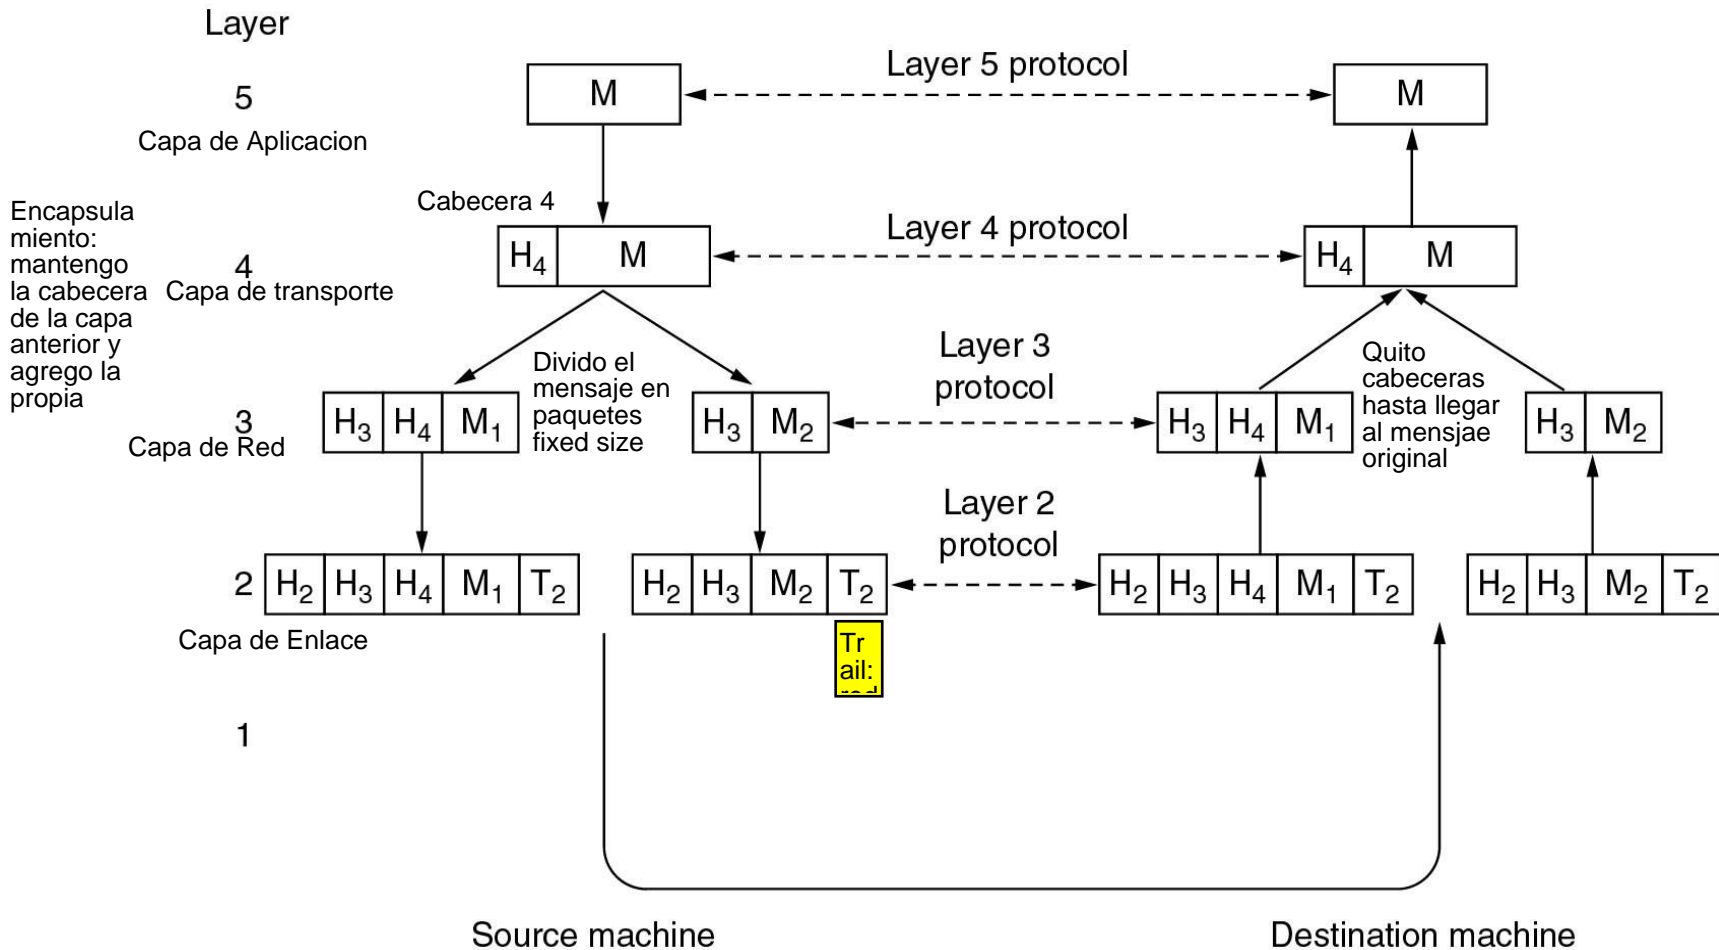 Layer
5
Capa de Aplicacion
M
Layer 5 protocol
M
Encapsula
miento:
mantengo
la cabecera
de la capa
anterior y
agrego la
propia
Cabecera 4
4
Capa de transporte
H4 M
Layer 4 protocol
H4 M
3
Capa de Red
H3 H4 M1
Divido el
mensaje en
paquetes
fixed size
H3 M2
Layer 3
protocol
H3 H4 M1
Quito
cabeceras
hasta llegar
al mensjae
original
H3 M2
2
Capa de Enlace
H2 H3 H4 M1 T2
H2 H3 M2 T2
Tr
ail:
Layer 2
protocol
H2 H3 H4 M1 T2
H2 H3 M2 T2
1
Source machine
Destination machine